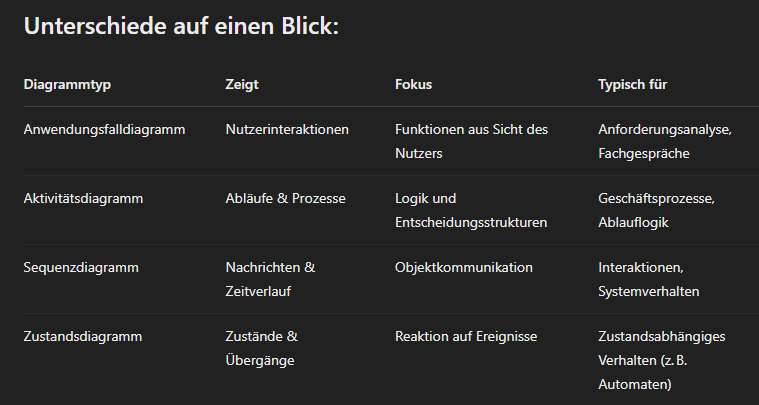 Unterschiede auf einen Blick:
Diagrammtyp Zeigt Fokus Typisch für
Anwendungsfalldiagramm Nutzerinteraktionen Funktionen aus Sicht des Anforderungsanalyse,
Nutzers Fachgespräche
Aktivitätsdiagramm Abläufe & Prozesse Logik und Geschäftsprozesse,
Entscheidungsstrukturen Ablauflogik
Sequenzdiagramm Nachrichten & Objektkommunikation Interaktionen,
Zeitverlauf Systemverhalten
Zustandsdiagramm Zustände & Reaktion auf Ereignisse Zustandsabhängiges
Übergänge Verhalten (z. B.
Automaten)